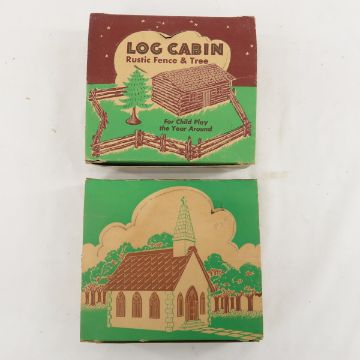 LOG CABIN
Rustic Fence & Tree
For Child Play
the Year Around